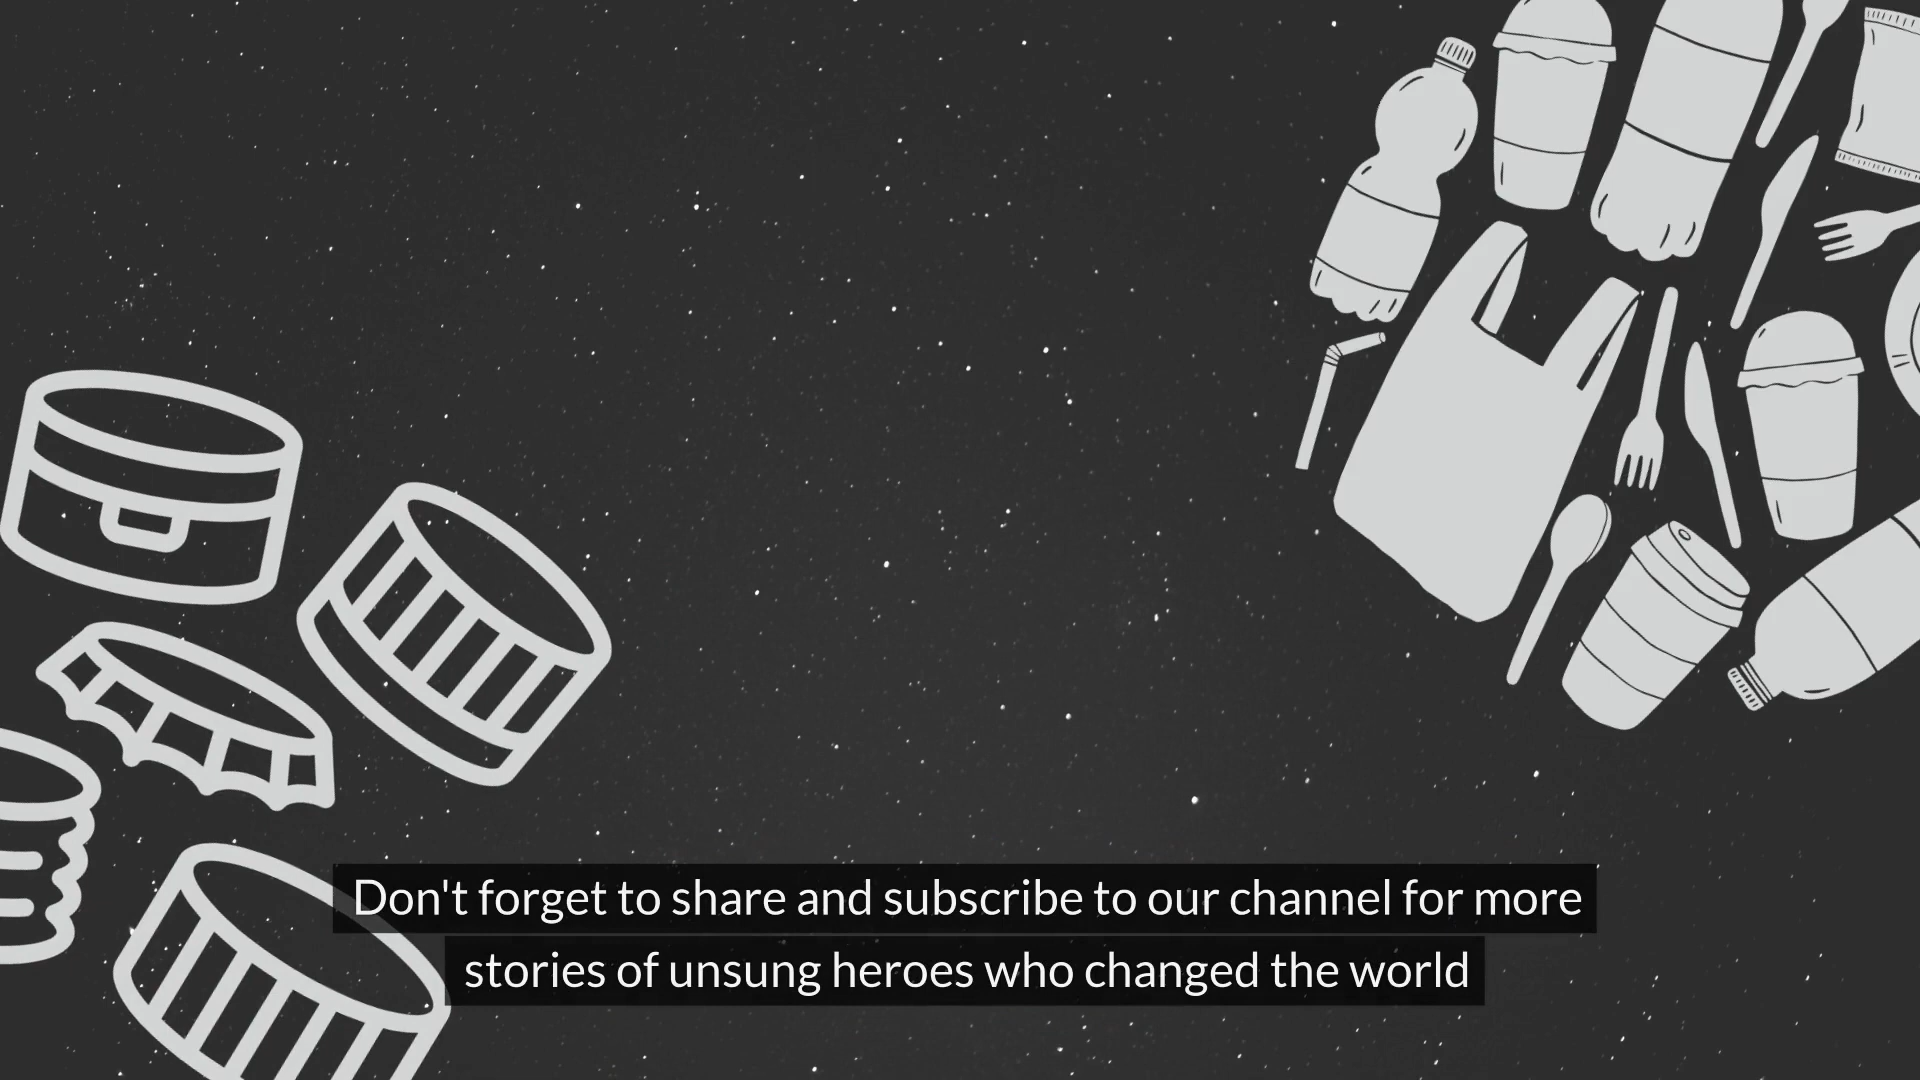 Don't forget to share and subscribe to our channel for more
stories of unsung heroes who changed the world